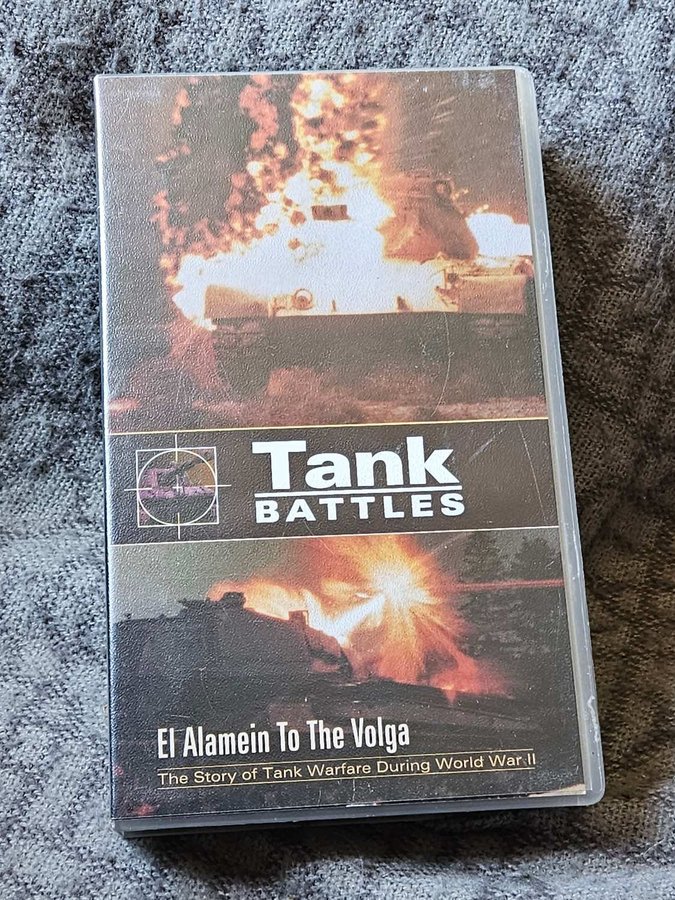 Tank
BATTLES
El Alamein To The Volga
The Story of Tank Warfare During World War II